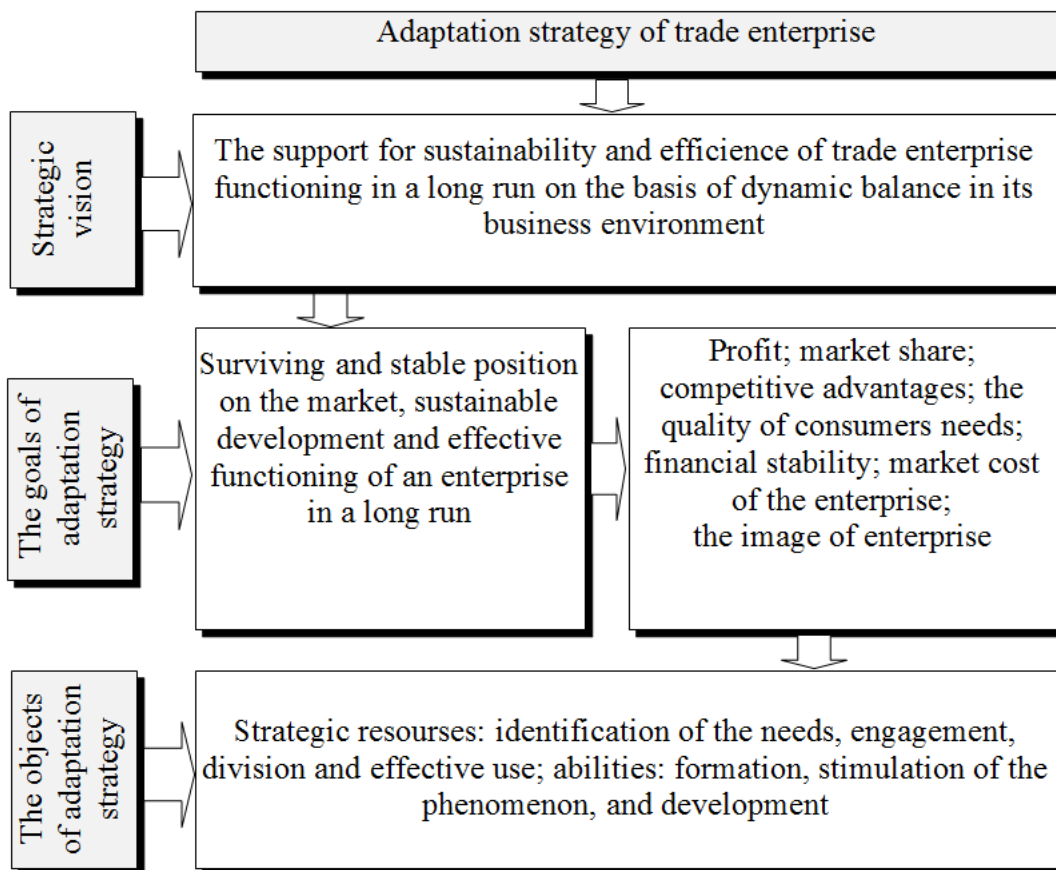 Adaptation strategy of trade enterprise
Strategic
vision
The support for sustainability and efficience of trade enterprise
functioning in a long run on the basis of dynamic balance in its
business environment
The goals of
adaptation
strategy
Surviving and stable position
on the market, sustainable
development and effective
functioning of an enterprise
in a long run
Profit; market share;
competitive advantages; the
quality of consumers needs;
financial stability; market cost
of the enterprise;
the image of enterprise
The objects
of adaptation
strategy
Strategic resourses: identification of the needs, engagement,
division and effective use; abilities: formation, stimulation of the
phenomenon, and development